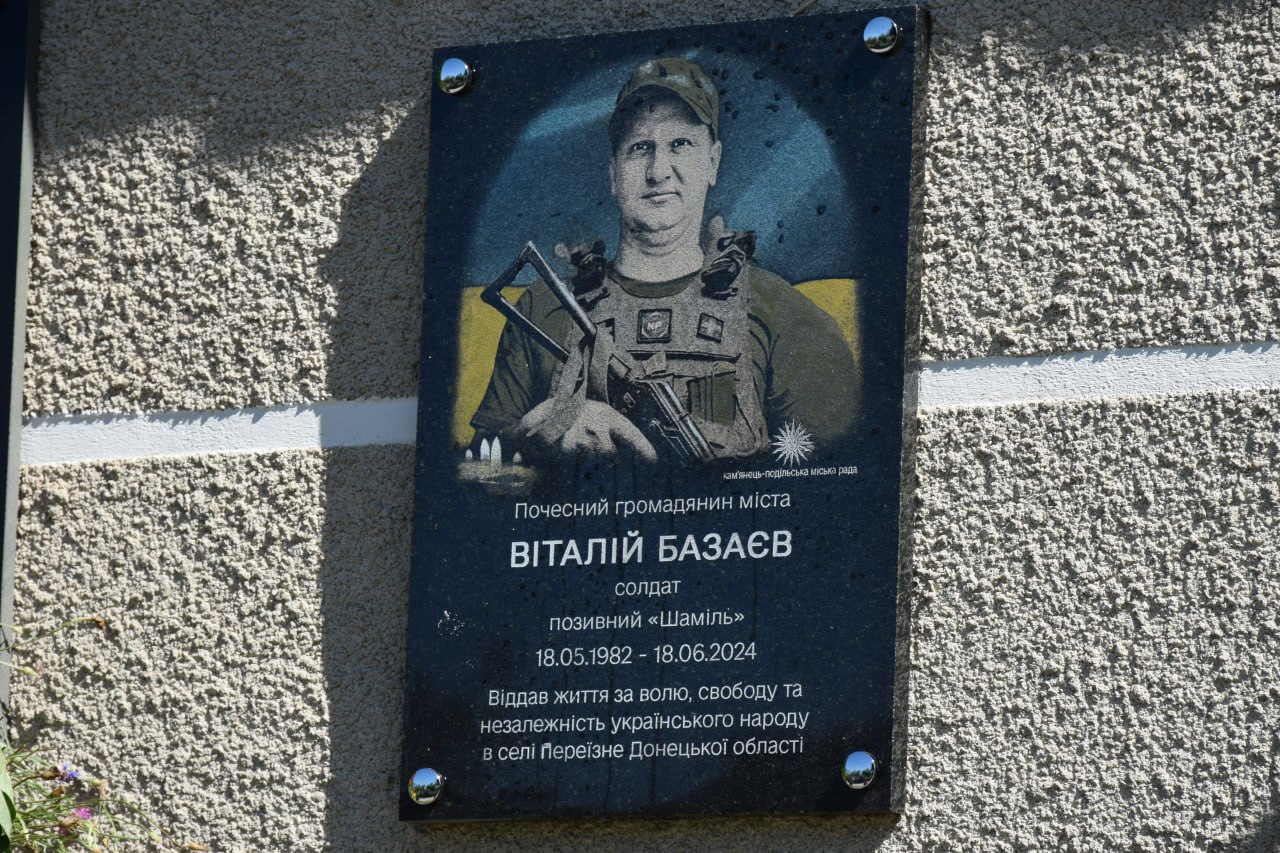 кам'янець-подільська міська рада
Почесний громадянин міста
ВІТАЛІЙ БАЗАЄВ
солдат
позивний «Шаміль»
18.05.1982 - 18.06.2024
Віддав життя за волю, свободу та
незалежність українського народу
в селі Переїзне Донецької області